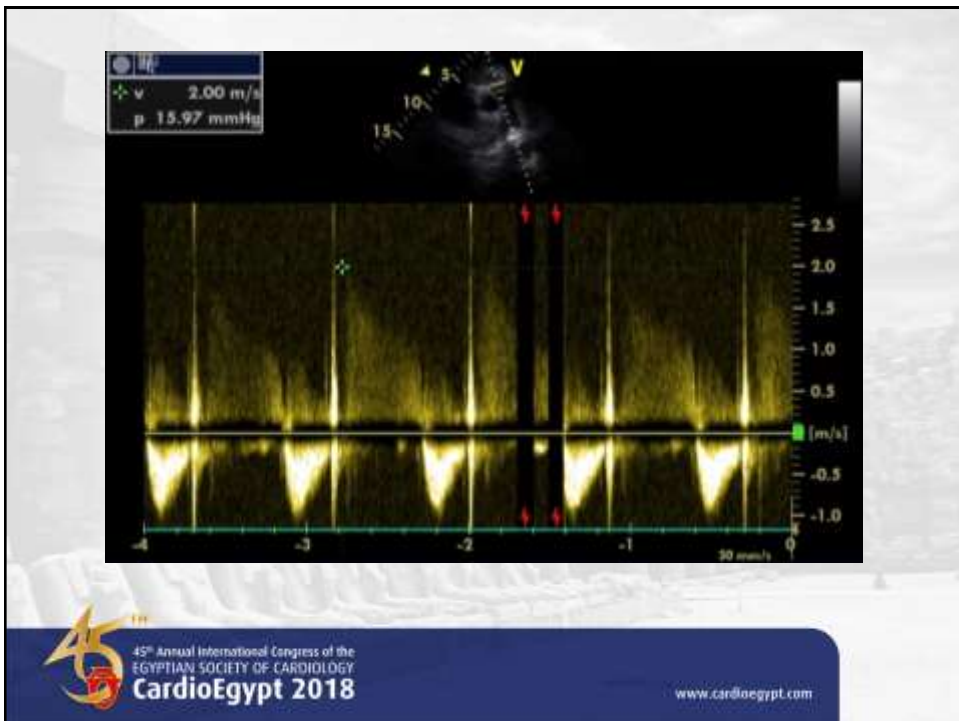 V
5
10
15
v 2.00 m/s
p 15.97 mmHg
2.5
2.0
1.5
1.0
0.5
[m/s]
-0.5
-1.0
-4
-3
-2
-1
0
30 mm/s
45TH
45th Annual International Congress of the
EGYPTIAN SOCIETY OF CARDIOLOGY
CardioEgypt 2018
www.cardioegypt.com